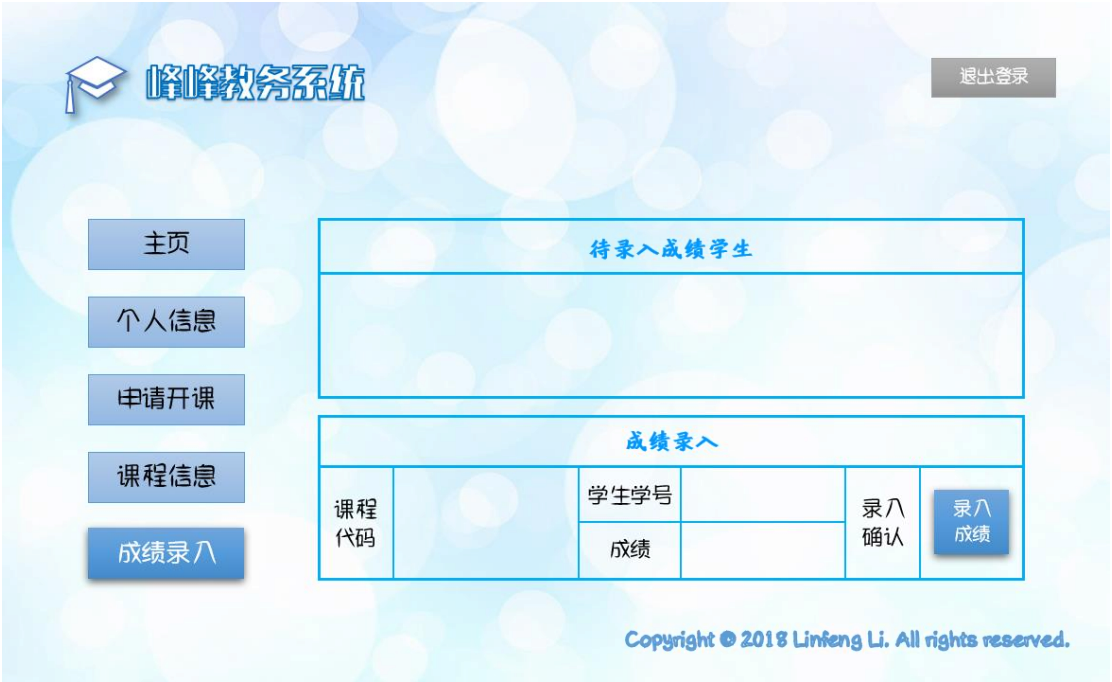 峰峰教务系统
退出登录
主页
个人信息
申请开课
课程信息
成绩录入
待录入成绩学生
成绩录入
课程
代码
学生学号
成绩
录入
确认
录入
成绩
Copyright © 2018 Linfeng Li. All rights reserved.